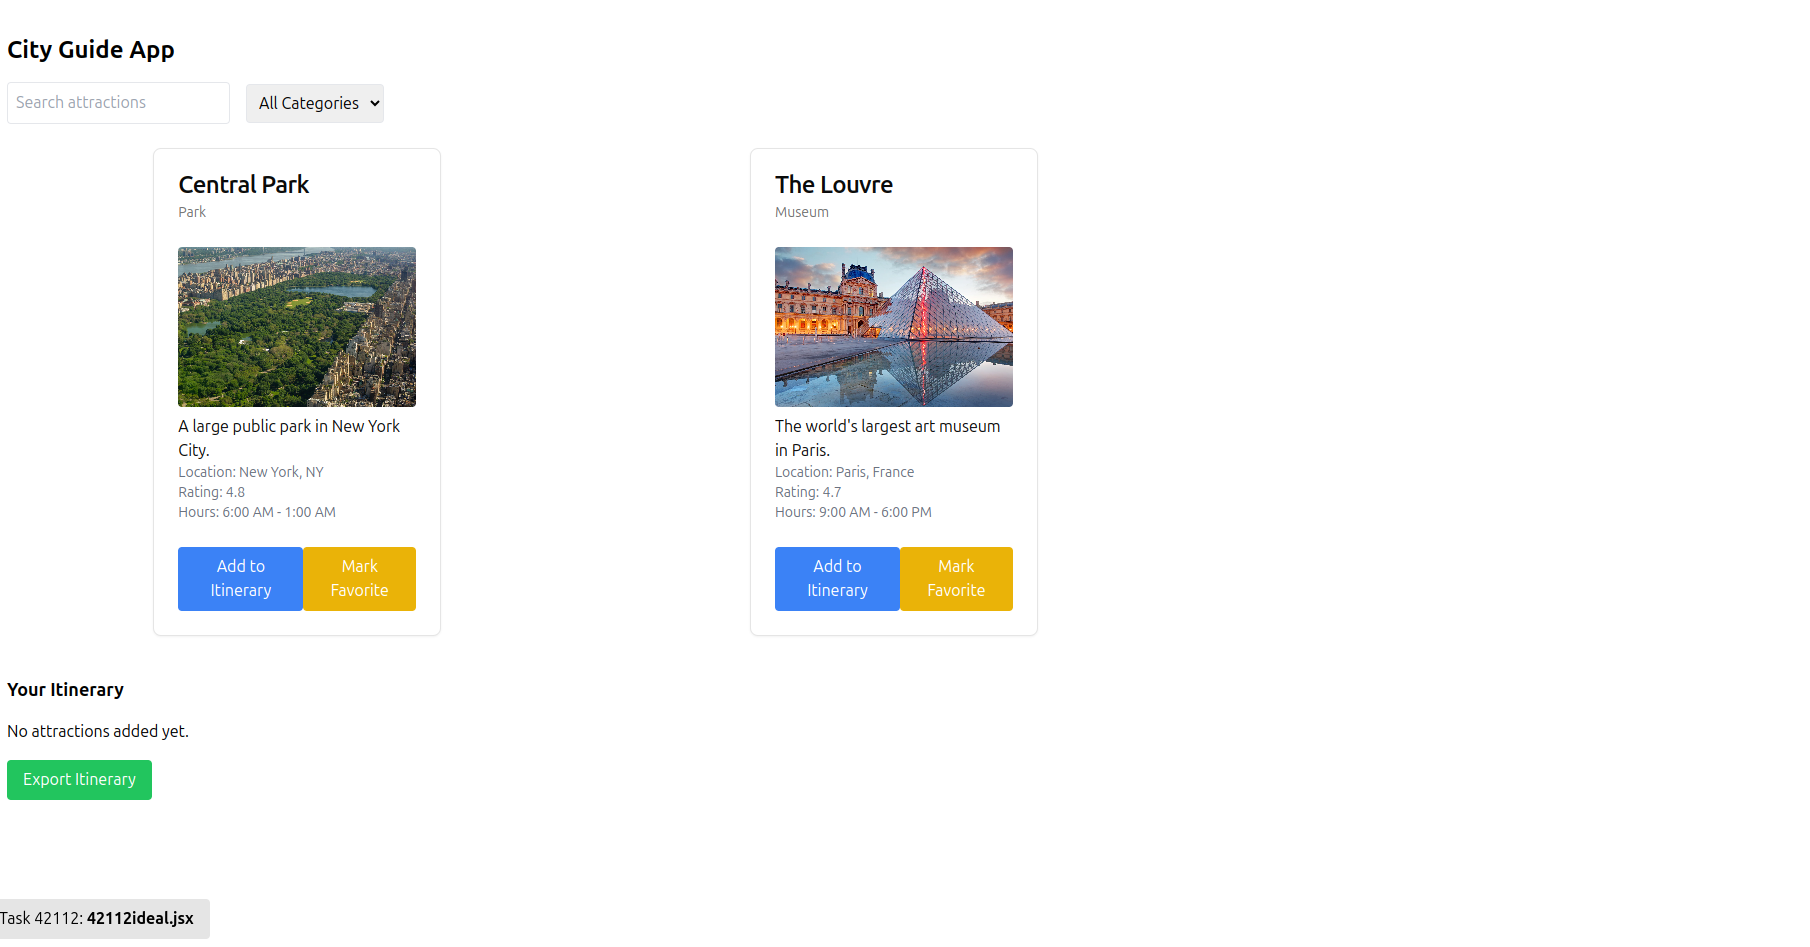 City Guide App
Search attractions
All Categories
Central Park
Park
A large public park in New York
City.
Location: New York, NY
Rating: 4.8
Hours: 6:00 AM - 1:00 AM
Add to
Itinerary
Mark
Favorite
The Louvre
Museum
The world's largest art museum
in Paris.
Location: Paris, France
Rating: 4.7
Hours: 9:00 AM - 6:00 PM
Add to
Itinerary
Mark
Favorite
Your Itinerary
No attractions added yet.
Export Itinerary
Task 42112: 42112ideal.jsx